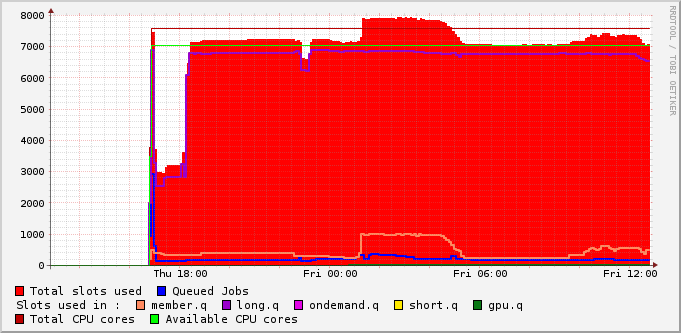 RRDTOOL / TOBI OETIKER
8000
7000
6000
5000
4000
3000
2000
1000
0
Thu 18:00 Fri 00:00 Fri 06:00 Fri 12:00
Total slots used Queued Jobs
Slots used in : member.q long.q ondemand.q short.q gpu.q
Total CPU cores Available CPU cores